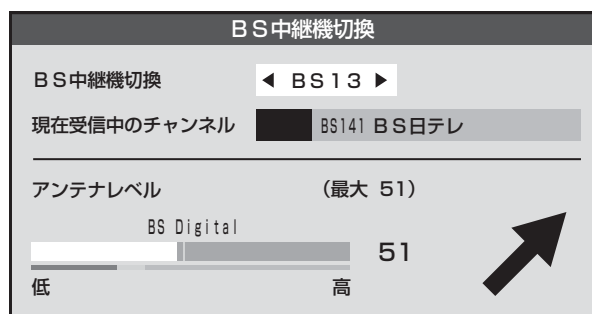 BS中継機切換
BS中継機切換 ◀ BS13 ▶
現在受信中のチャンネル BS141 BS日テレ
アンテナレベル (最大 51)
BS Digital
51
低 高